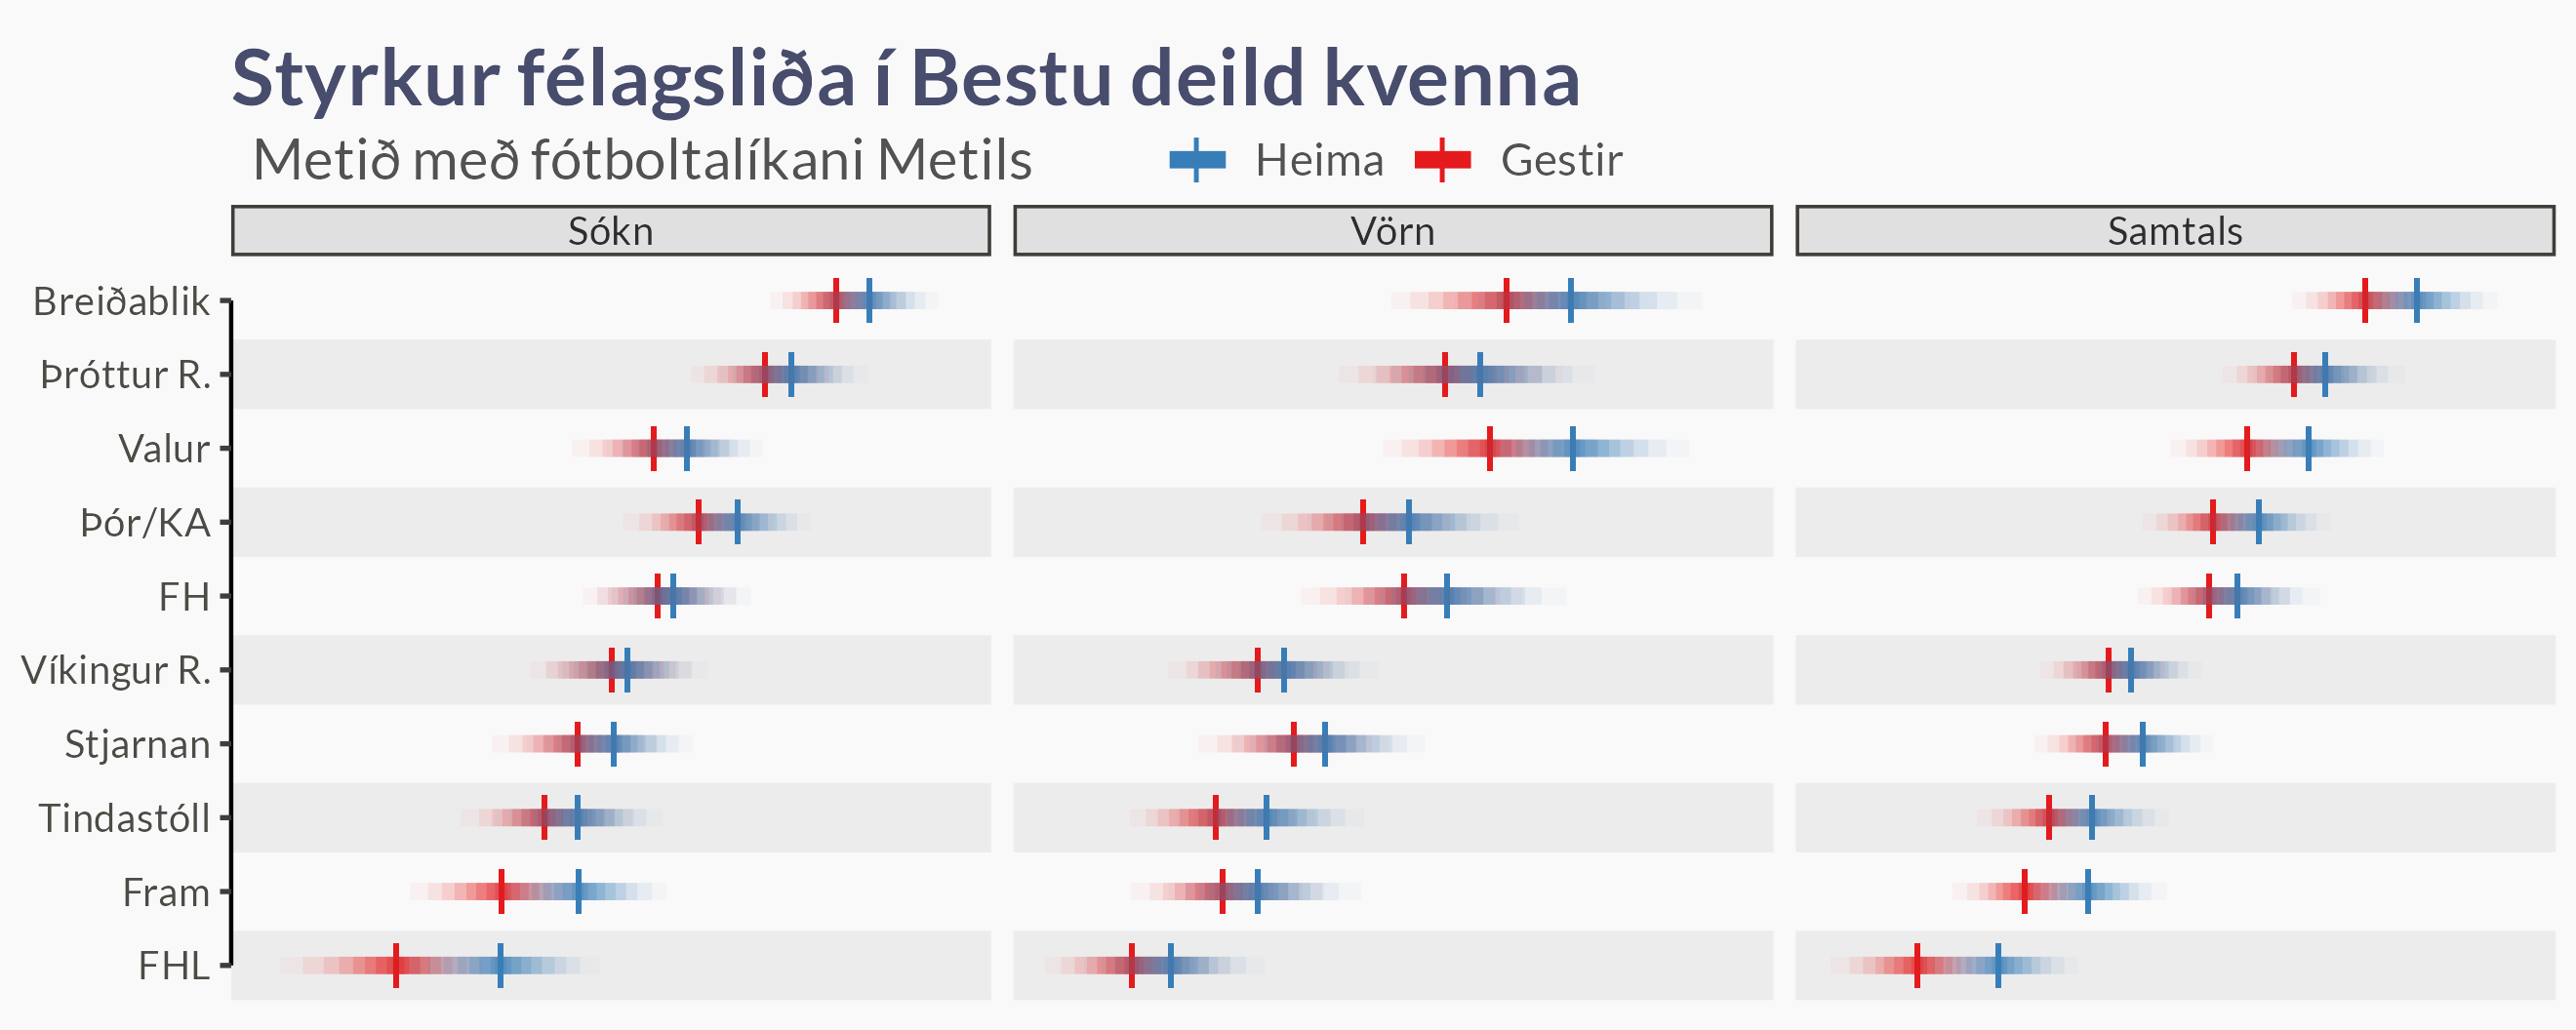 Styrkur félagsliða í Bestu deild kvenna
Metið með fótboltalíkani Metils
Heima Gestir
Sókn Vörn Samtals
Breiðablik
Þróttur R.
Valur
Þór/KA
FH
Víkingur R.
Stjarnan
Tindastóll
Fram
FHL